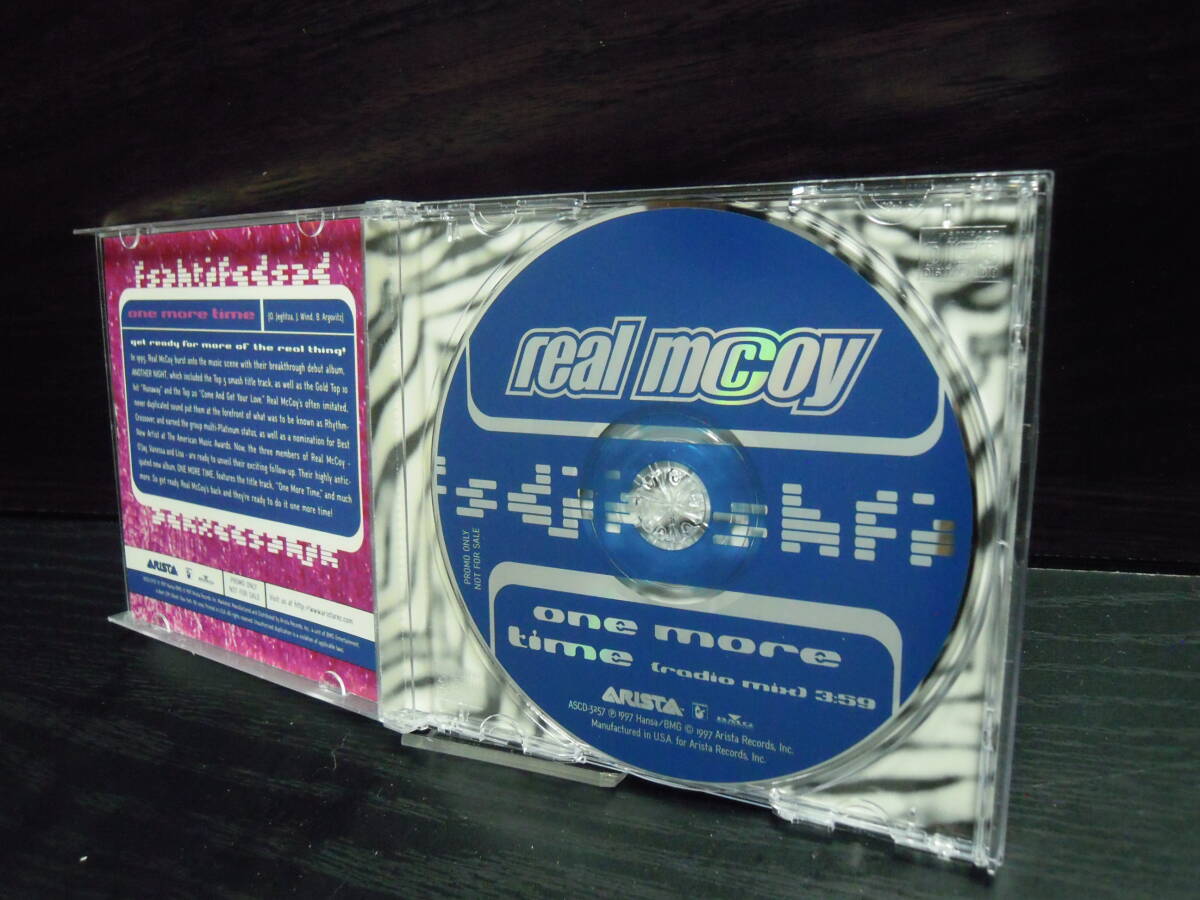 one more time
(O. Jeglitza, J. Wind, B. Argovitz)
get ready for more of the real thing!
In 1995, Real McCoy burst onto the music scene with their breakthrough debut album,
ANOTHER NIGHT, which included the Top 5 smash title track, as well as the Gold Top 20
hit "Runaway" and the Top 20 "Come And Get Your Love." Real McCoy's often imitated,
never duplicated sound put them at the forefront of what was to be known as Rhythm-
Crossover, and earned the group multi-Platinum status, as well as a nomination for Best
New Artist at The American Music Awards. Now, the three members of Real McCoy -
O'Jay, Vanessa and Lisa - are ready to unveil their exciting follow-up. Their highly antic-
ipated new album, ONE MORE TIME, features the title track, "One More Time," and much
more. So get ready. Real McCoy's back and they're ready to do it one more time!
ARISTA
PROMO ONLY
NOT FOR SALE
Visit us at http://www.aristarec.com
real mccoy
PROMO ONLY
NOT FOR SALE
one more
time (radio mix) 3:59
ARISTA
BMG
ASCD-3257 ℗ 1997 Hansa/BMG © 1997 Arista Records, Inc.
Manufactured in U.S.A. for Arista Records, Inc.